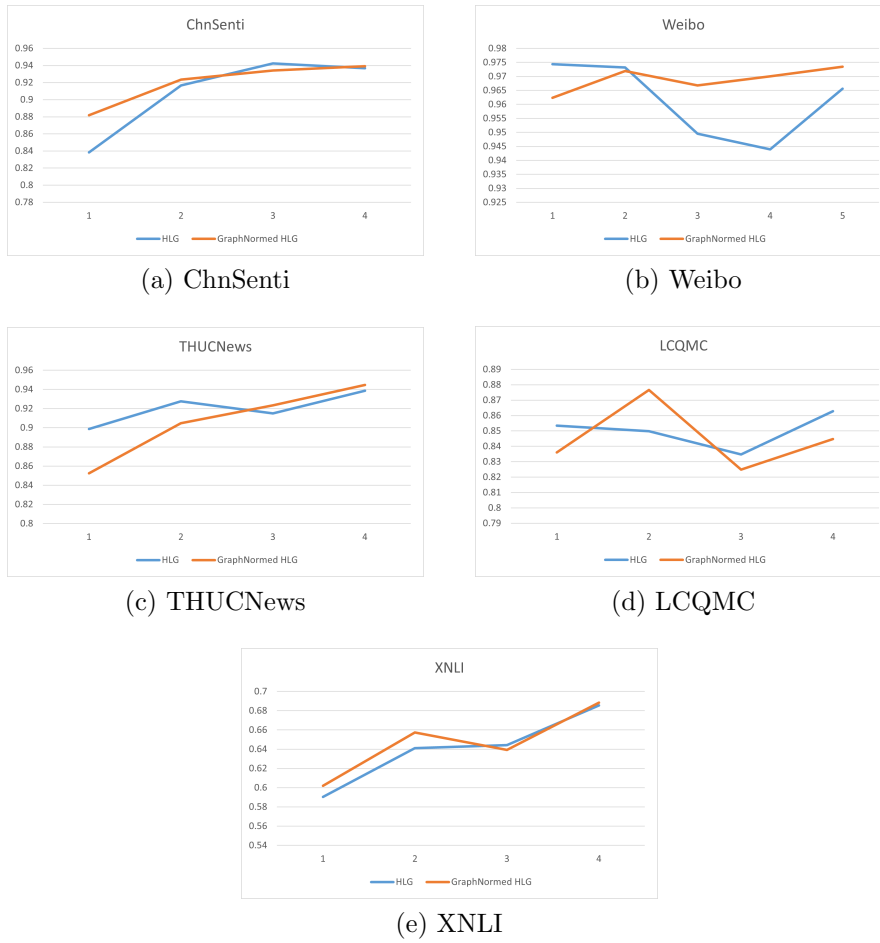 ChnSenti
0.96
0.94
0.92
0.9
0.88
0.86
0.84
0.82
0.8
0.78
1 2 3 4
HLG GraphNormed HLG
(a) ChnSenti
Weibo
0.98
0.975
0.97
0.965
0.96
0.955
0.95
0.945
0.94
0.935
0.93
0.925
1 2 3 4 5
HLG GraphNormed HLG
(b) Weibo
THUCNews
0.96
0.94
0.92
0.9
0.88
0.86
0.84
0.82
0.8
1 2 3 4
HLG GraphNormed HLG
(c) THUCNews
LCQMC
0.89
0.88
0.87
0.86
0.85
0.84
0.83
0.82
0.81
0.8
0.79
1 2 3 4
HLG GraphNormed HLG
(d) LCQMC
XNLI
0.7
0.68
0.66
0.64
0.62
0.6
0.58
0.56
0.54
1 2 3 4
HLG GraphNormed HLG
(e) XNLI